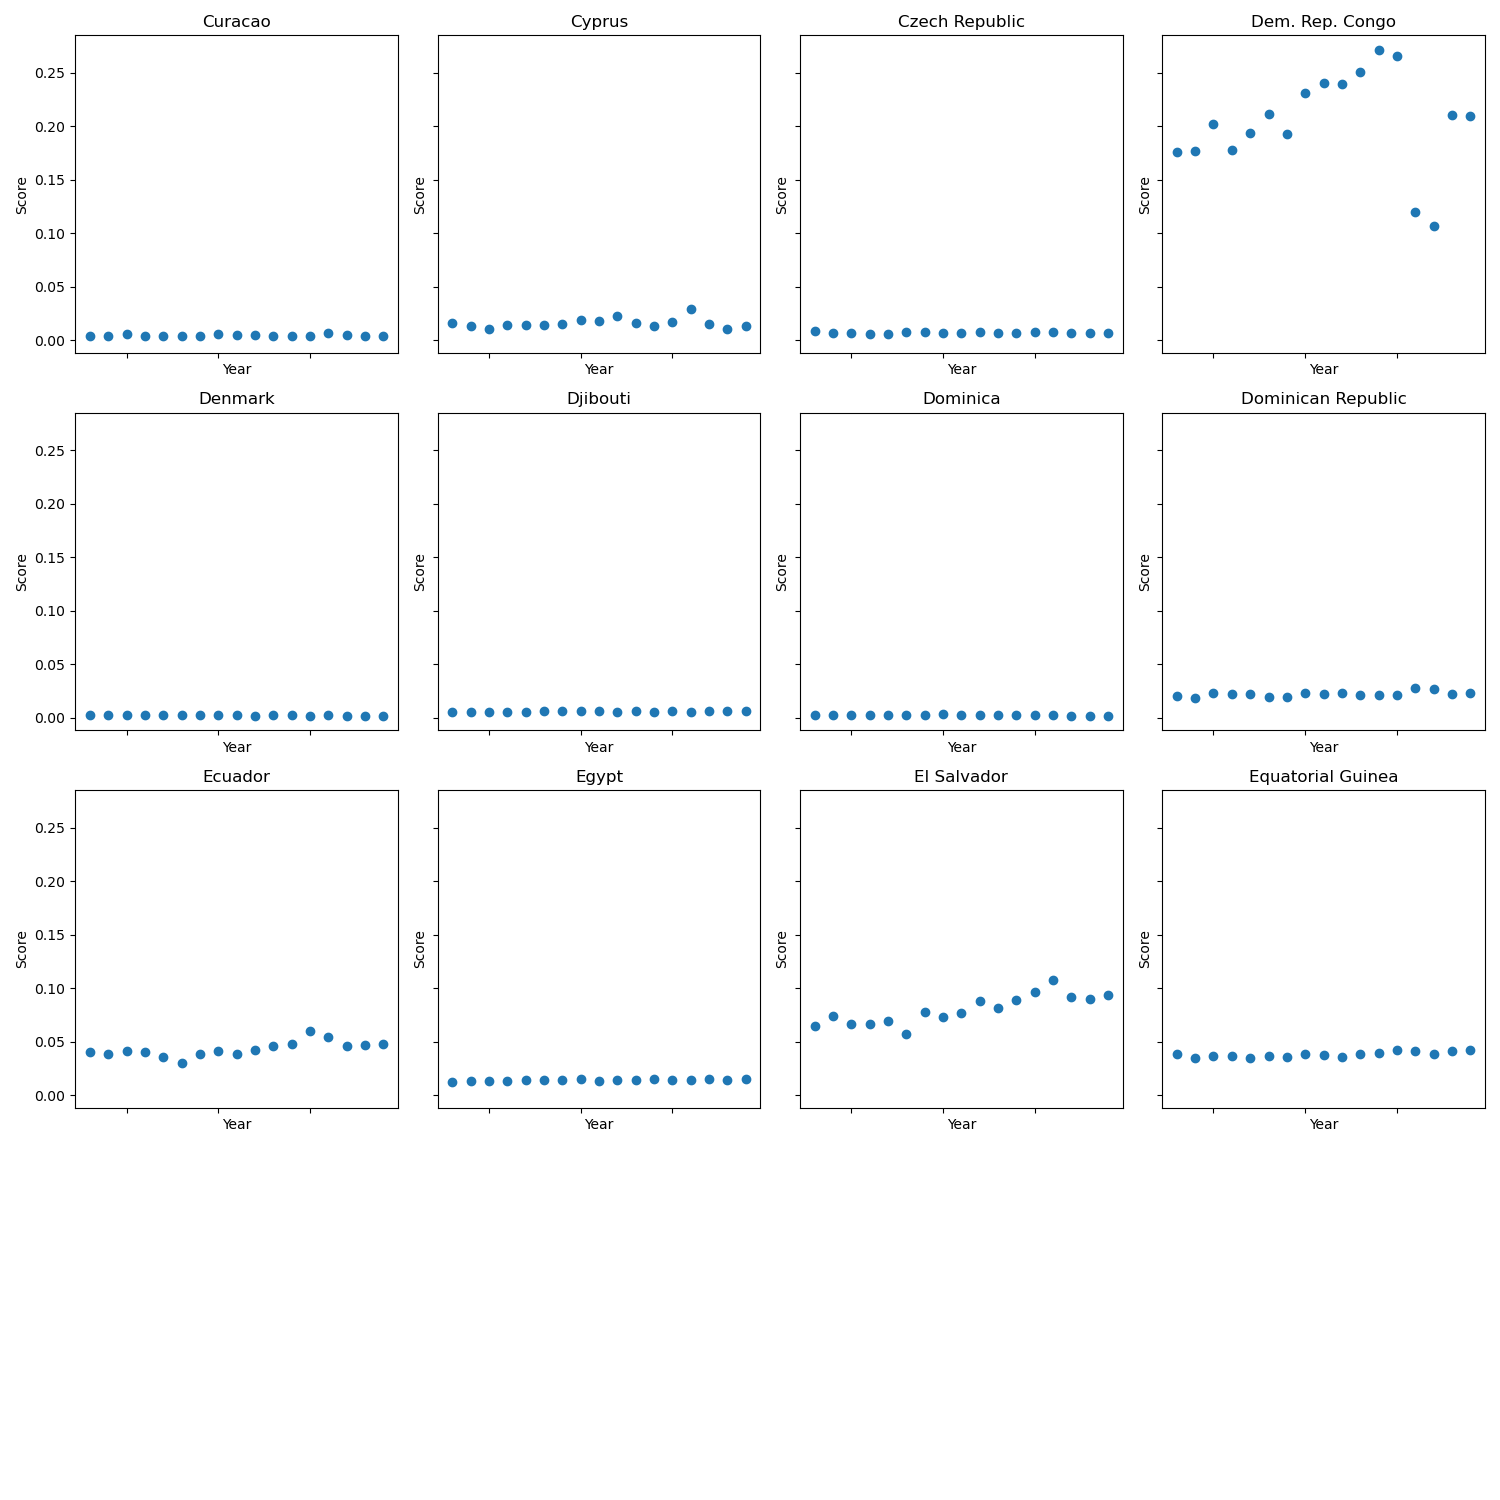 Curacao Cyprus Czech Republic Dem. Rep. Congo
0.25
0.20
0.15
0.10
0.05
0.00
Score Score Score Score
Year Year Year Year
Denmark Djibouti Dominica Dominican Republic
0.25
0.20
0.15
0.10
0.05
0.00
Score Score Score Score
Year Year Year Year
Ecuador Egypt El Salvador Equatorial Guinea
0.25
0.20
0.15
0.10
0.05
0.00
Score Score Score Score
Year Year Year Year